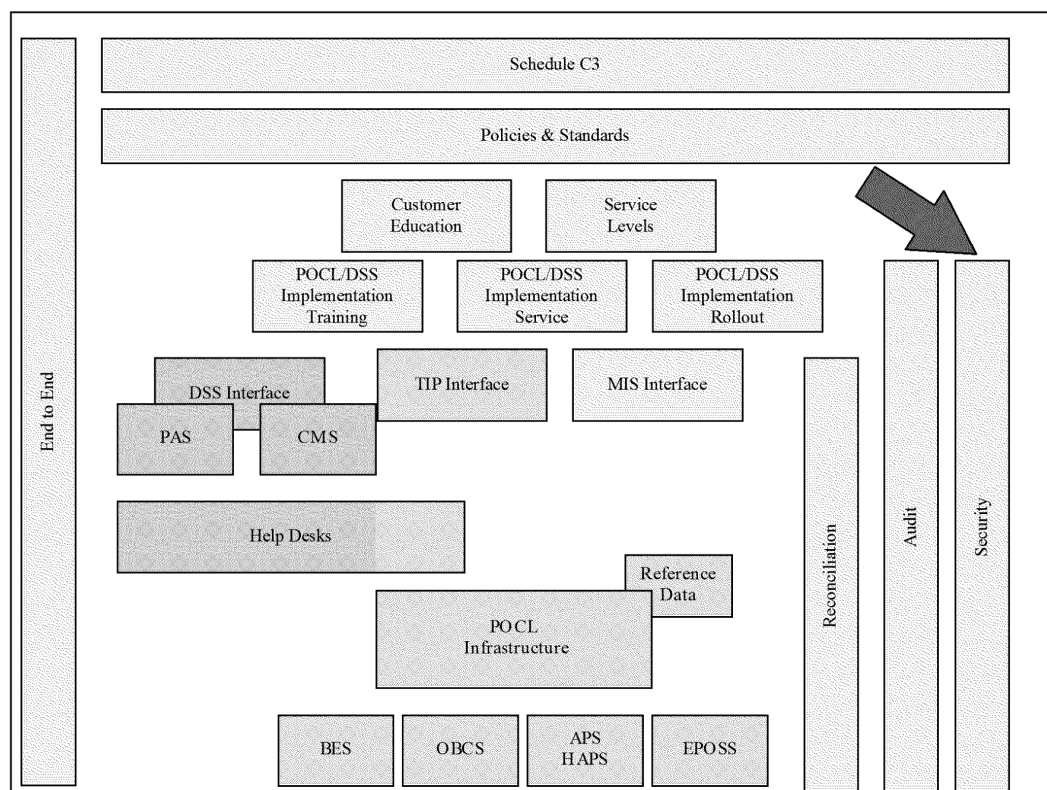 Schedule C3
Policies & Standards
Customer
Education
Service
Levels
POCL/DSS
Implementation
Training
POCL/DSS
Implementation
Service
POCL/DSS
Implementation
Rollout
DSS Interface
TIP Interface
MIS Interface
PAS
CMS
End to End
Help Desks
Reference
Data
POCL
Infrastructure
Reconciliation
Audit
Security
BES
OBCS
APS
HAPS
EPOSS